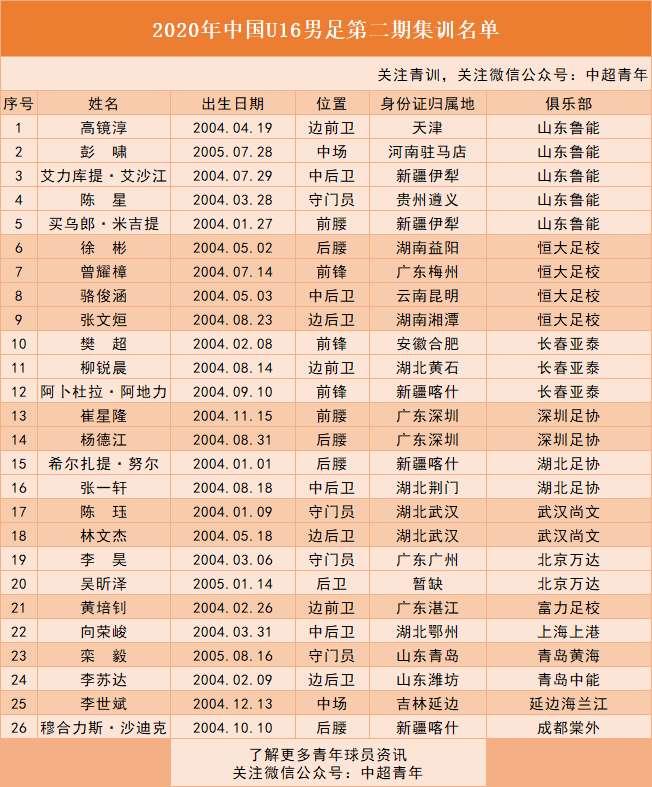 2020年中国U16男足第二期集训名单
关注青训，关注微信公众号：中超青年
序号 姓名 出生日期 位置 身份证归属地 俱乐部
1 高镜淳 2004.04.19 边前卫 天津 山东鲁能
2 彭 啸 2005.07.28 中场 河南驻马店 山东鲁能
3 艾力库提·艾沙江 2004.07.29 中后卫 新疆伊犁 山东鲁能
4 陈 星 2004.03.28 守门员 贵州遵义 山东鲁能
5 买乌郎·米吉提 2004.01.27 前腰 新疆伊犁 山东鲁能
6 徐 彬 2004.05.02 后腰 湖南益阳 恒大足校
7 曾耀樟 2004.07.14 前锋 广东梅州 恒大足校
8 骆俊涵 2004.05.03 中后卫 云南昆明 恒大足校
9 张文烜 2004.08.23 边后卫 湖南湘潭 恒大足校
10 樊 超 2004.02.08 前锋 安徽合肥 长春亚泰
11 柳锐晨 2004.08.14 边前卫 湖北黄石 长春亚泰
12 阿卜杜拉·阿地力 2004.09.10 前锋 新疆喀什 长春亚泰
13 崔星隆 2004.11.15 前腰 广东深圳 深圳足协
14 杨德江 2004.08.31 后腰 广东深圳 深圳足协
15 希尔扎提·努尔 2004.01.01 后腰 新疆喀什 湖北足协
16 张一轩 2004.08.18 中后卫 湖北荆门 湖北足协
17 陈 珏 2004.01.09 守门员 湖北武汉 武汉尚文
18 林文杰 2004.05.18 边后卫 湖北武汉 武汉尚文
19 李 昊 2004.03.06 守门员 广东广州 北京万达
20 吴昕泽 2005.01.14 后卫 暂缺 北京万达
21 黄培钊 2004.02.26 边前卫 广东湛江 富力足校
22 向荣峻 2004.03.31 中后卫 湖北鄂州 上海上港
23 栾 毅 2005.08.16 守门员 山东青岛 青岛黄海
24 李苏达 2004.02.09 边后卫 山东潍坊 青岛中能
25 李世斌 2004.12.13 中场 吉林延边 延边海兰江
26 穆合力斯·沙迪克 2004.10.10 后腰 新疆喀什 成都棠外
了解更多青年球员资讯
关注微信公众号：中超青年